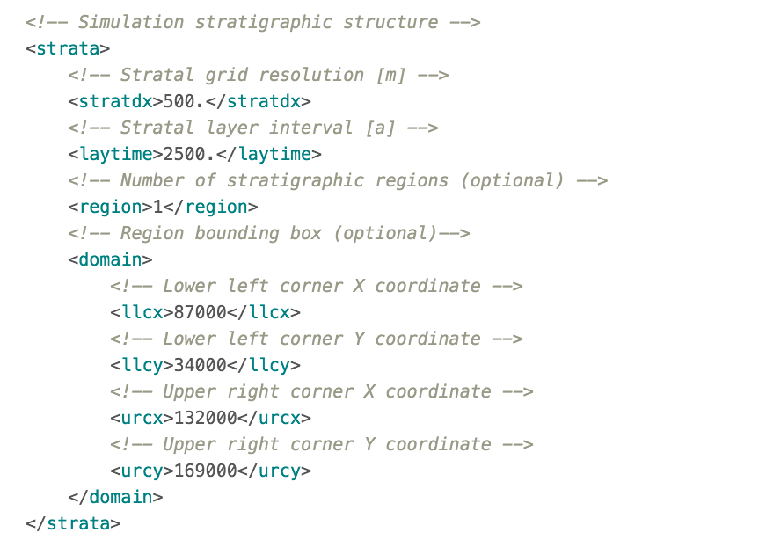 <!-- Simulation stratigraphic structure -->
<strata>
    <!-- Stratal grid resolution [m] -->
    <stratdx>500.</stratdx>
    <!-- Stratal layer interval [a] -->
    <laytime>2500.</laytime>
    <!-- Number of stratigraphic regions (optional) -->
    <region>1</region>
    <!-- Region bounding box (optional)-->
    <domain>
        <!-- Lower left corner X coordinate -->
        <llcx>87000</llcx>
        <!-- Lower left corner Y coordinate -->
        <llcy>34000</llcy>
        <!-- Upper right corner X coordinate -->
        <urcx>132000</urcx>
        <!-- Upper right corner Y coordinate -->
        <urcy>169000</urcy>
    </domain>
</strata>